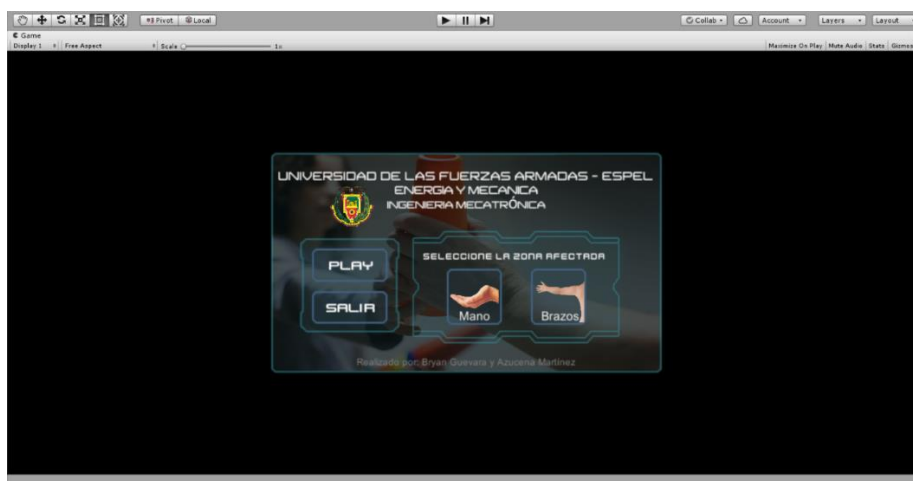 Pivot Local
Collab Account Layers Layout
Game
Display 1 Free Aspect Scale 1x
Maximize On Play Mute Audio Stats Gizmos
UNIVERSIDAD DE LAS FUERZAS ARMADAS - ESPEL
ENERGIA Y MECANICA
INGENIERIA MECATRÓNICA
PLAY
SALIR
SELECCIONE LA ZONA AFECTADA
Mano Brazos
Realizado por: Bryan Guevara y Azucena Martinez